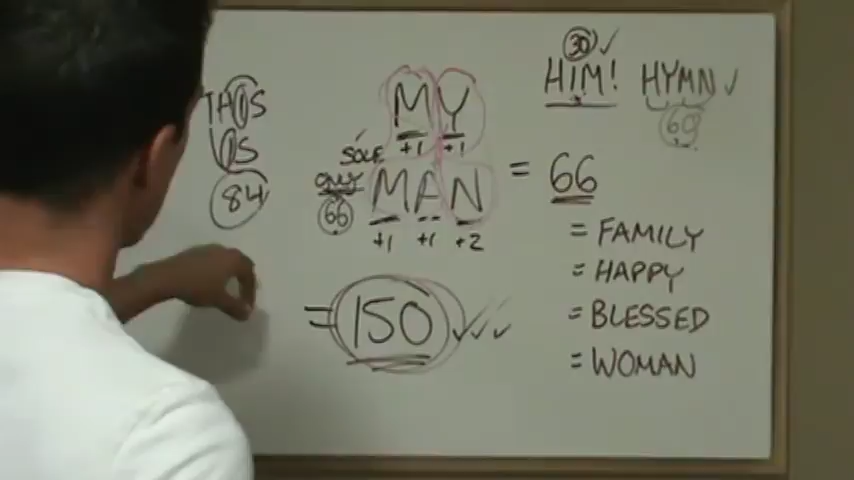 THIS
IS
84
MY
+1 +1
SOLE
ONLY
66
MAN
+1 +1 +2
= 150 ✓✓✓
= 66
= FAMILY
= HAPPY
= BLESSED
= WOMAN
30 ✓
HIM! HYMN ✓
60